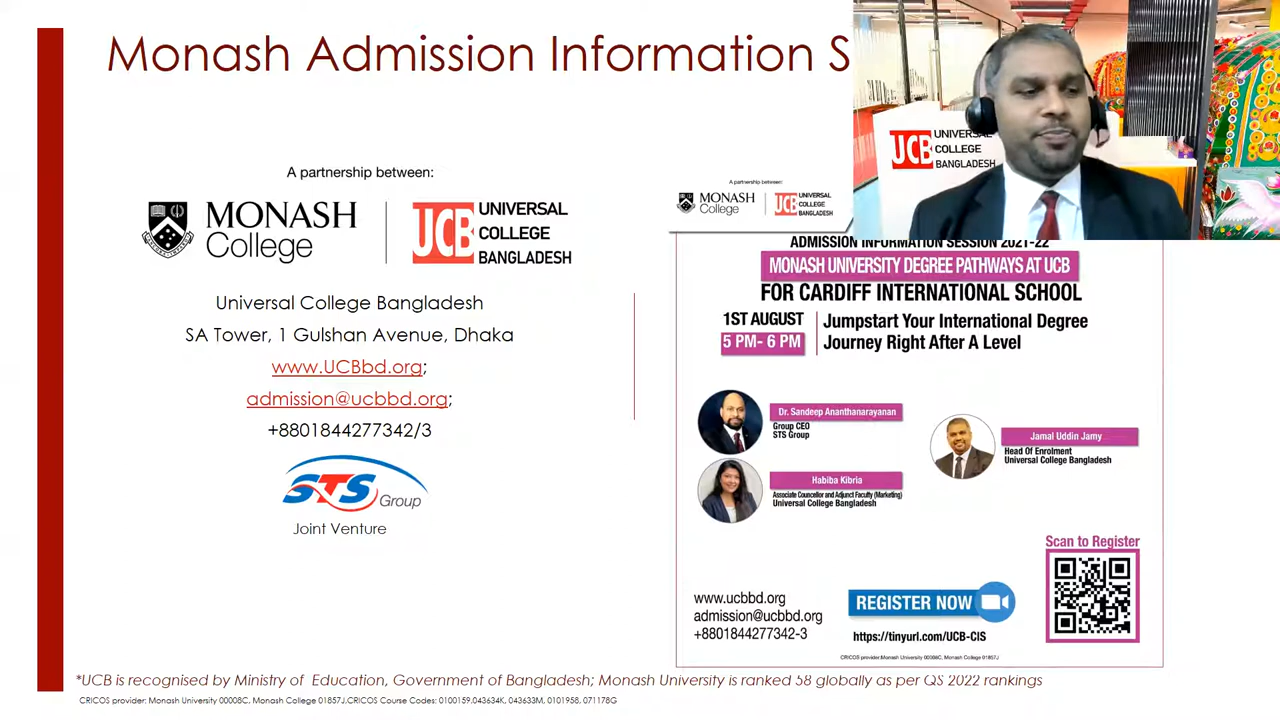 Monash Admission Information S
A partnership between:
MONASH
College
UCB
UNIVERSAL
COLLEGE
BANGLADESH
Universal College Bangladesh
SA Tower, 1 Gulshan Avenue, Dhaka
www.UCBbd.org;
admission@ucbbd.org;
+8801844277342/3
STS Group
Joint Venture
UCB
UNIVERSAL
COLLEGE
BANGLADESH
A partnership between:
MONASH
College
UCB
UNIVERSAL
COLLEGE
BANGLADESH
ADMISSION INFORMATION SESSION 2021-22
MONASH UNIVERSITY DEGREE PATHWAYS AT UCB
FOR CARDIFF INTERNATIONAL SCHOOL
1ST AUGUST
5 PM- 6 PM
Jumpstart Your International Degree
Journey Right After A Level
Dr. Sandeep Ananthanarayanan
Group CEO
STS Group
Jamal Uddin Jamy
Head Of Enrolment
Universal College Bangladesh
Habiba Kibria
Associate Councellor and Adjunct Faculty (Marketing)
Universal College Bangladesh
Scan to Register
www.ucbbd.org
admission@ucbbd.org
+8801844277342-3
REGISTER NOW
https://tinyurl.com/UCB-CIS
CRICOS provider:Monash University 00008C, Monash College 01857J
*UCB is recognised by Ministry of Education, Government of Bangladesh; Monash University is ranked 58 globally as per QS 2022 rankings
CRICOS provider: Monash University 00008C, Monash College 01857J.CRICOS Course Codes: 0100159.043634K, 043633M, 0101958, 071178G